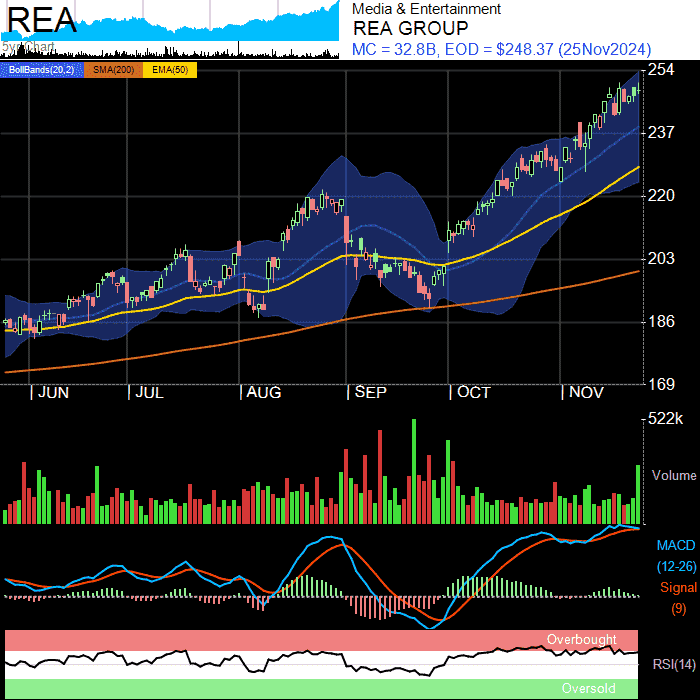 REA
Media & Entertainment
REA GROUP
MC = 32.8B, EOD = $248.37 (25Nov2024)
BollBands(20,2) SMA(200) EMA(50)
254
237
220
203
186
169
| JUN | JUL | AUG | SEP | OCT | NOV
522k
Volume
MACD
(12-26)
Signal
(9)
Overbought
RSI(14)
Oversold